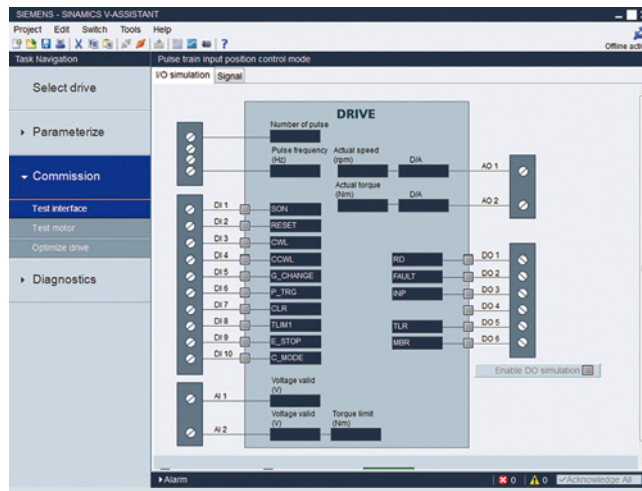 SIEMENS - SINAMICS V-ASSISTANT
Project Edit Switch Tools Help
Task Navigation
Pulse train input position control mode
Select drive
Parameterize
Commission
Test interface
Test motor
Optimize drive
Diagnostics
I/O simulation Signal
DRIVE
Number of pulse
Pulse frequency (Hz)
Actual speed (rpm)
D/A
AO 1
Actual torque (Nm)
D/A
AO 2
DI 1 SON
DI 2 RESET
DI 3 CWL
DI 4 CCWL RD DO 1
DI 5 G_CHANGE FAULT DO 2
DI 6 P_TRG INP DO 3
DI 7 CLR DO 4
DI 8 TLIM1 TLR DO 5
DI 9 E_STOP MBR DO 6
DI 10 C_MODE
Enable DO simulation
Voltage valid (V)
AI 1
Voltage valid (V)
Torque limit (Nm)
AI 2
Alarm 0 0 Acknowledge All